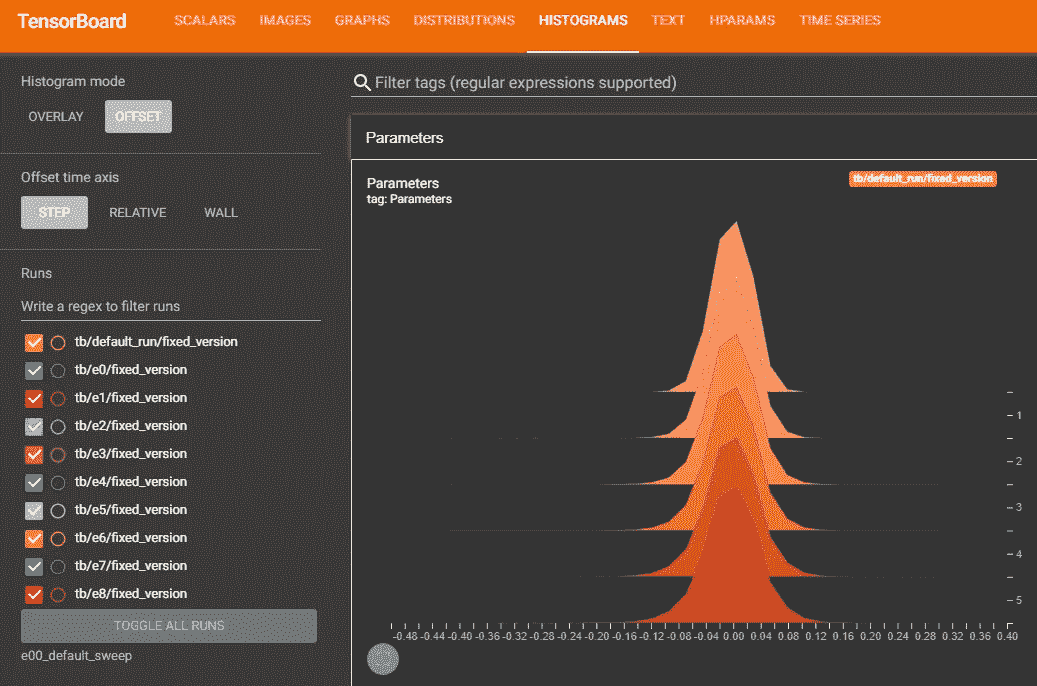 TensorBoard SCALARS IMAGES GRAPHS DISTRIBUTIONS HISTOGRAMS TEXT HPARAMS TIME SERIES
Histogram mode
OVERLAY OFFSET
Offset time axis
STEP RELATIVE WALL
Runs
Write a regex to filter runs
tb/default_run/fixed_version
tb/e0/fixed_version
tb/e1/fixed_version
tb/e2/fixed_version
tb/e3/fixed_version
tb/e4/fixed_version
tb/e5/fixed_version
tb/e6/fixed_version
tb/e7/fixed_version
tb/e8/fixed_version
TOGGLE ALL RUNS
e00_default_sweep
Filter tags (regular expressions supported)
Parameters
Parameters
tag: Parameters
tb/default_run/fixed_version
1
2
3
4
5
-0.48 -0.44 -0.40 -0.36 -0.32 -0.28 -0.24 -0.20 -0.16 -0.12 -0.08 -0.04 0.00 0.04 0.08 0.12 0.16 0.20 0.24 0.28 0.32 0.36 0.40